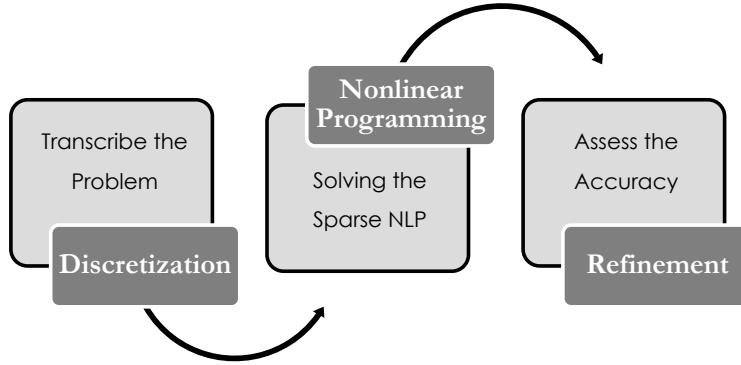 Transcribe the
Problem
Discretization
Nonlinear
Programming
Solving the
Sparse NLP
Assess the
Accuracy
Refinement